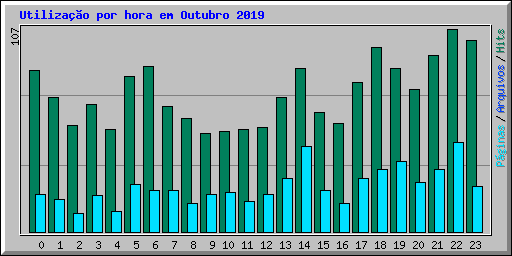 Utilização por hora em Outubro 2019
107
Páginas / Arquivos / Hits
0 1 2 3 4 5 6 7 8 9 10 11 12 13 14 15 16 17 18 19 20 21 22 23